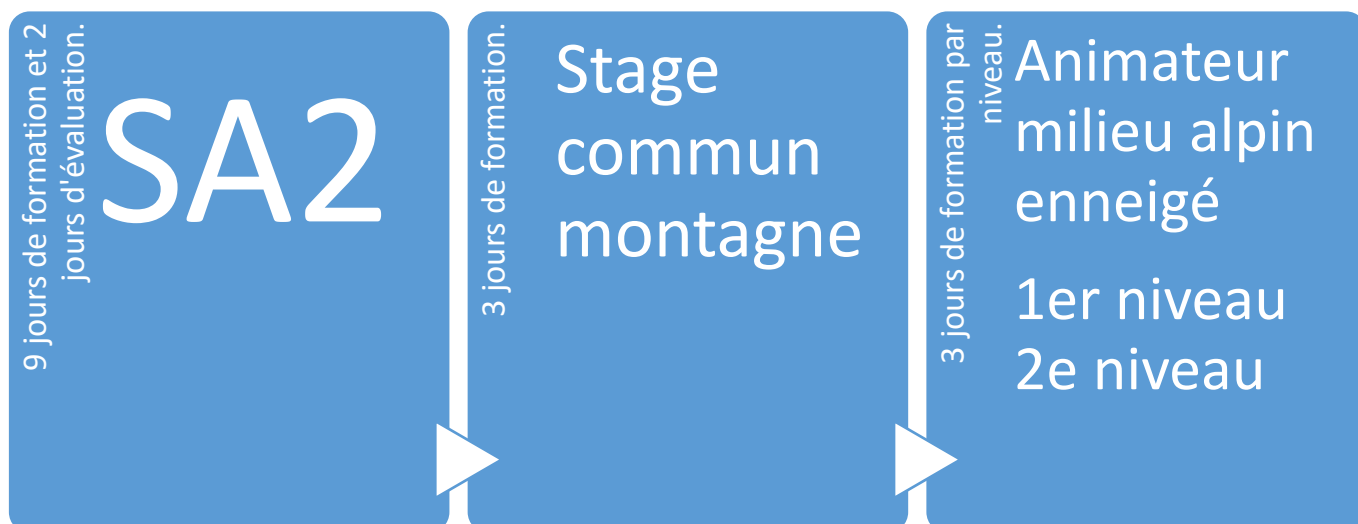 9 jours de formation et 2
jours d'évaluation.
SA2
3 jours de formation.
Stage
commun
montagne
3 jours de formation par
niveau.
Animateur
milieu alpin
enneigé
1er niveau
2e niveau